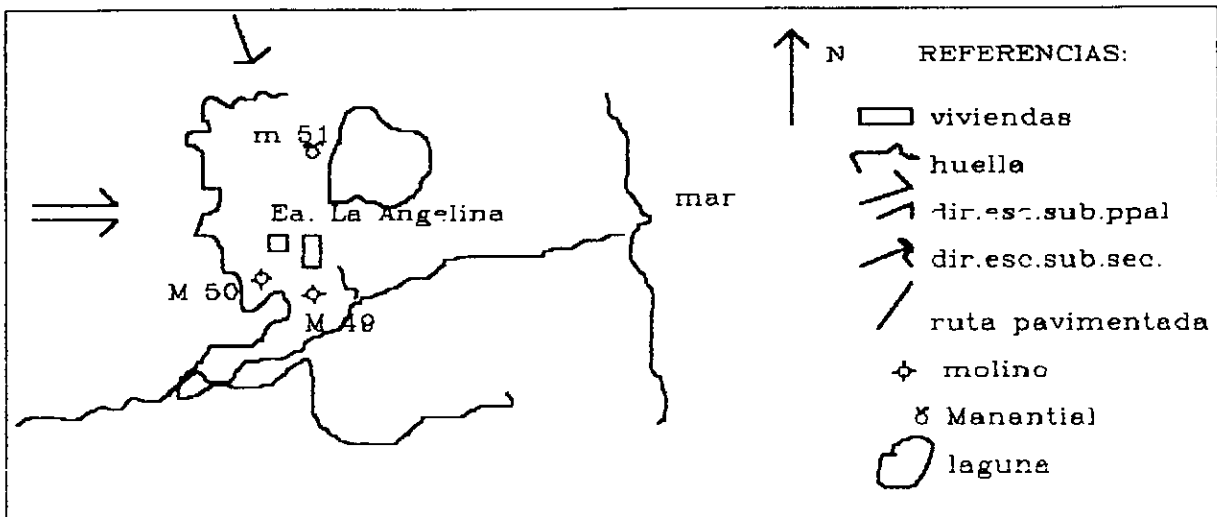 m 51
Ea. La Angelina
M 50
M 49
mar
N
REFERENCIAS:
viviendas
huella
dir.esc.sub.ppal
dir.esc.sub.sec.
ruta pavimentada
molino
Manantial
laguna